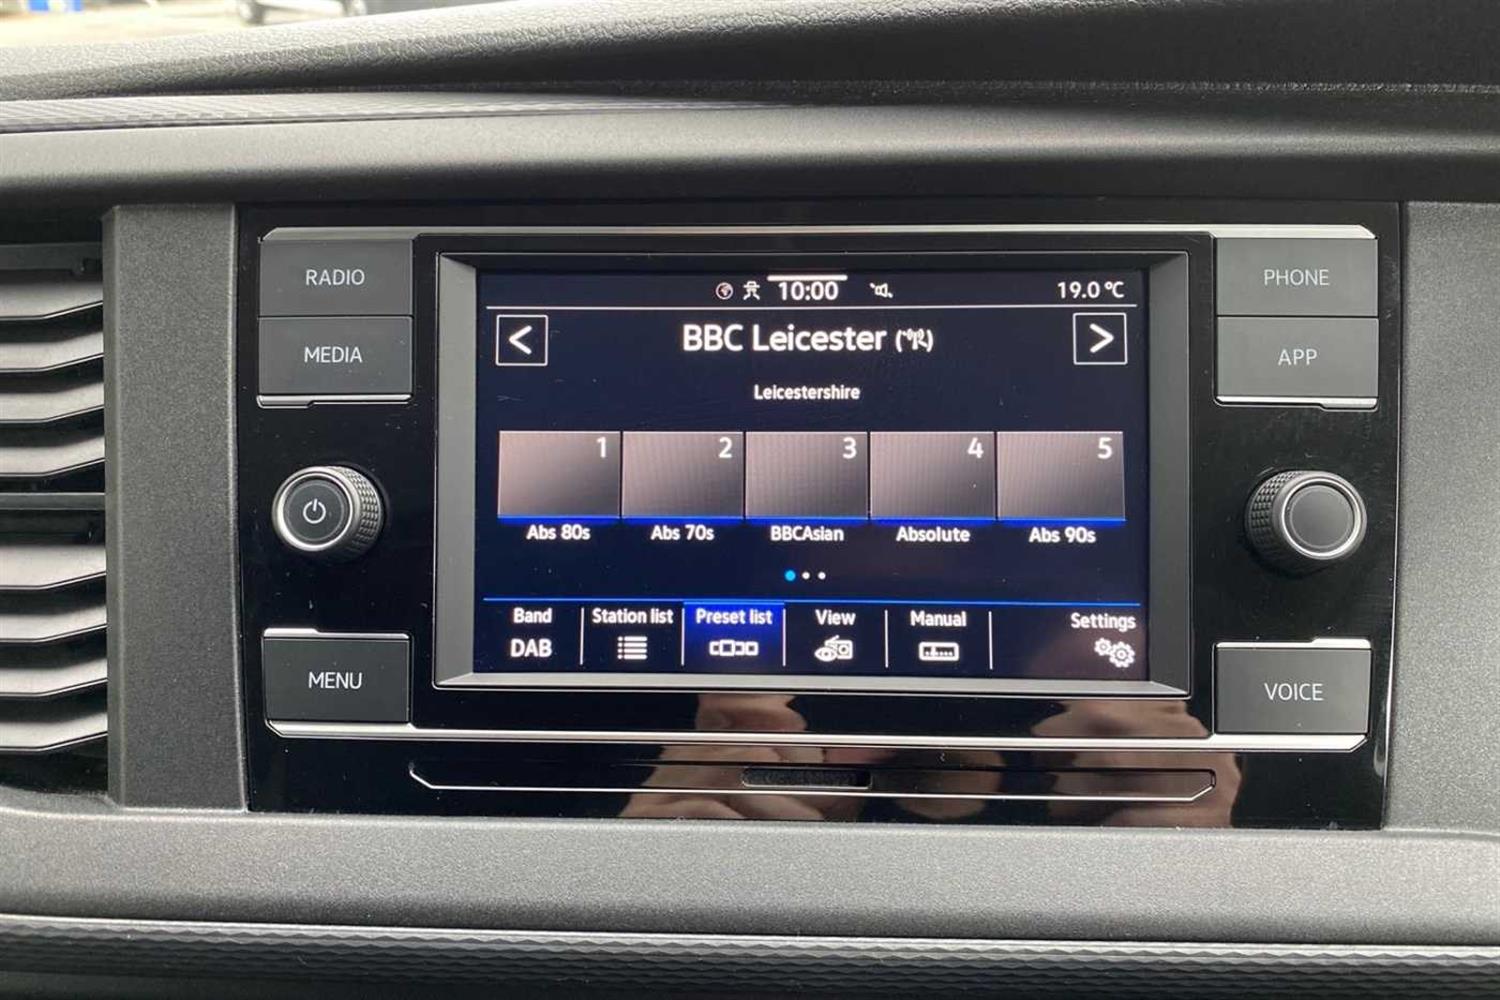 RADIO
MEDIA
MENU
10:00
19.0 °C
<
BBC Leicester
>
Leicestershire
1 2 3 4 5
Abs 80s Abs 70s BBCAsian Absolute Abs 90s
Band Station list Preset list View Manual Settings
DAB
PHONE
APP
VOICE